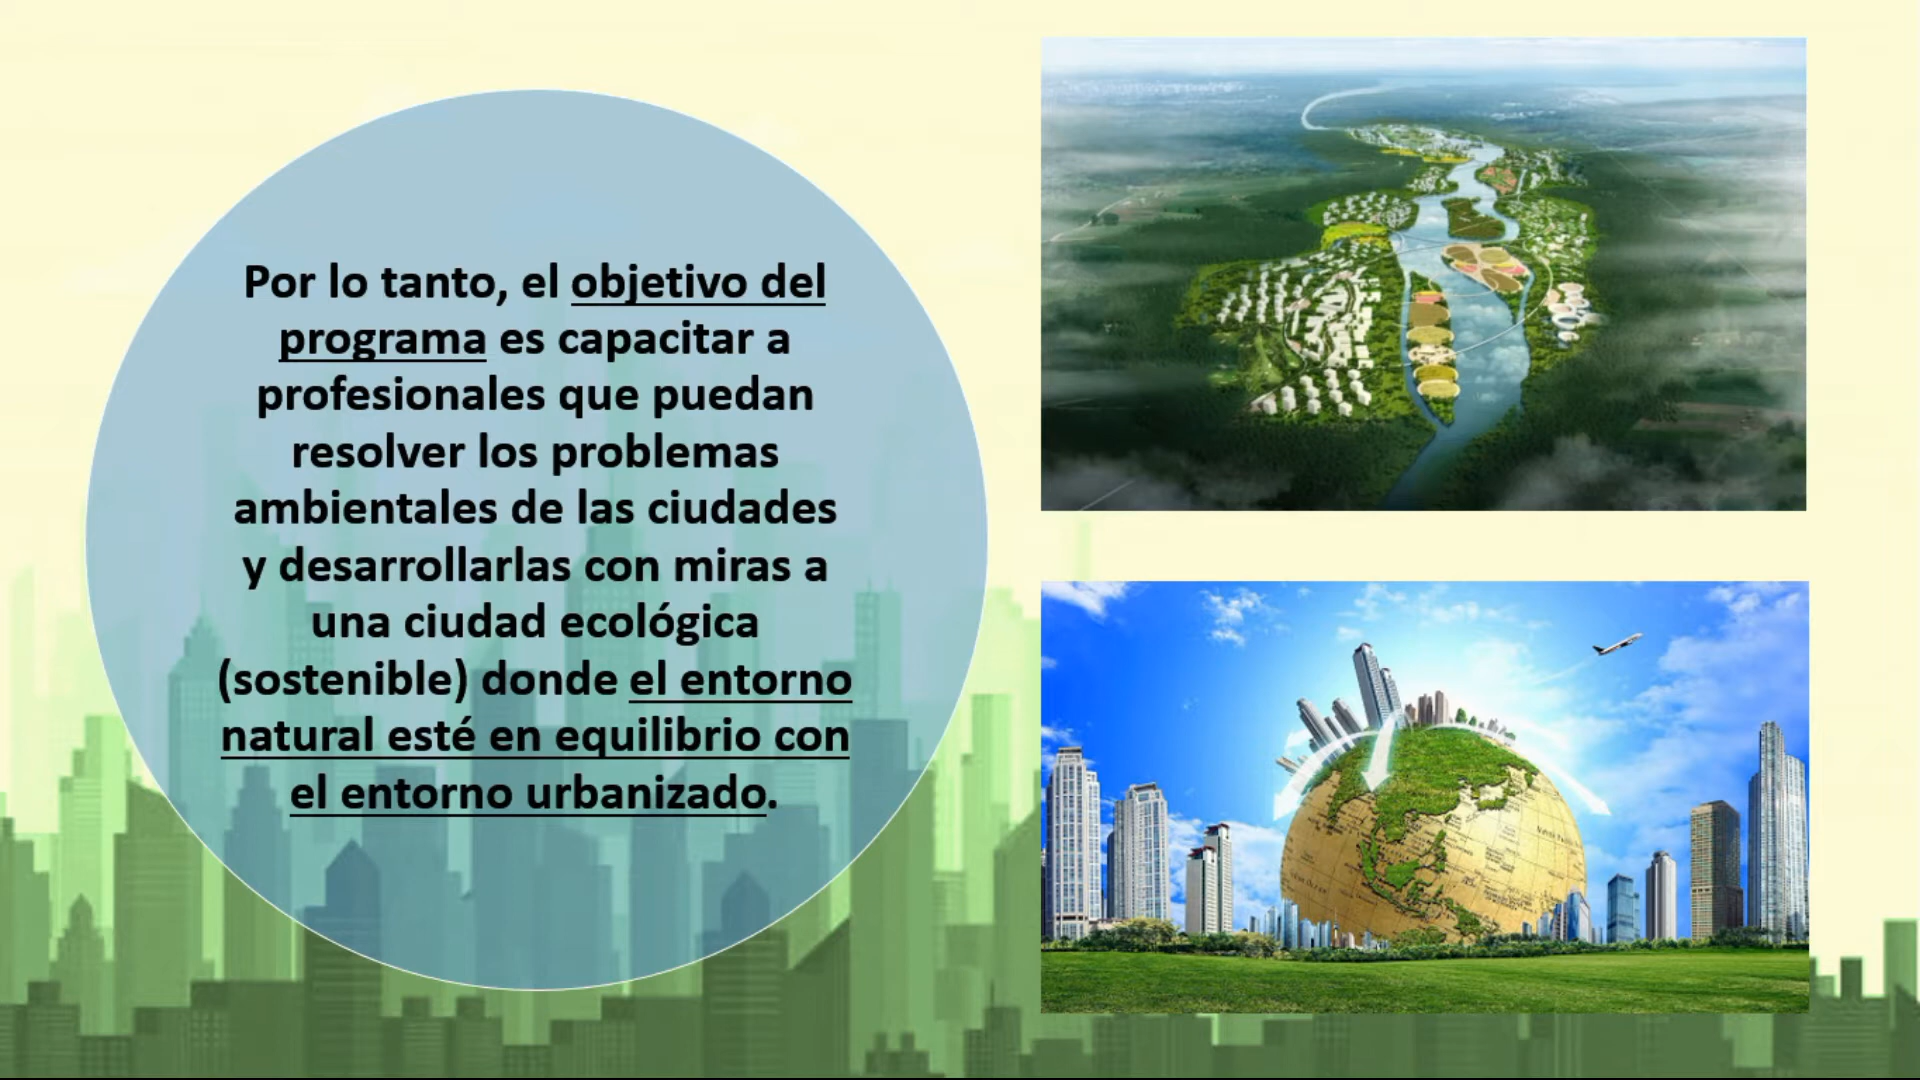 Por lo tanto, el objetivo del
programa es capacitar a
profesionales que puedan
resolver los problemas
ambientales de las ciudades
y desarrollarlas con miras a
una ciudad ecológica
(sostenible) donde el entorno
natural esté en equilibrio con
el entorno urbanizado.